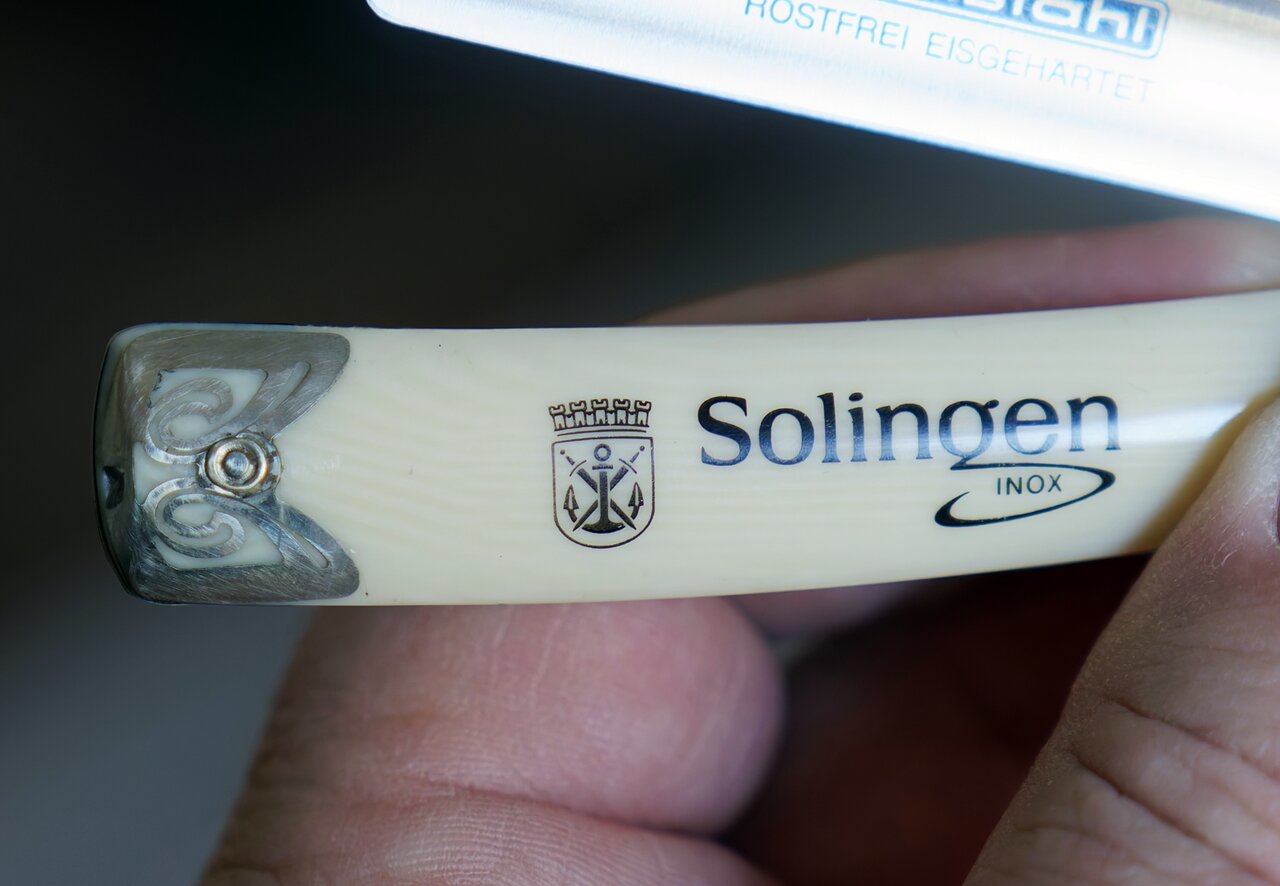 ROSTFREI EISGEHÄRTET
Solingen
INOX